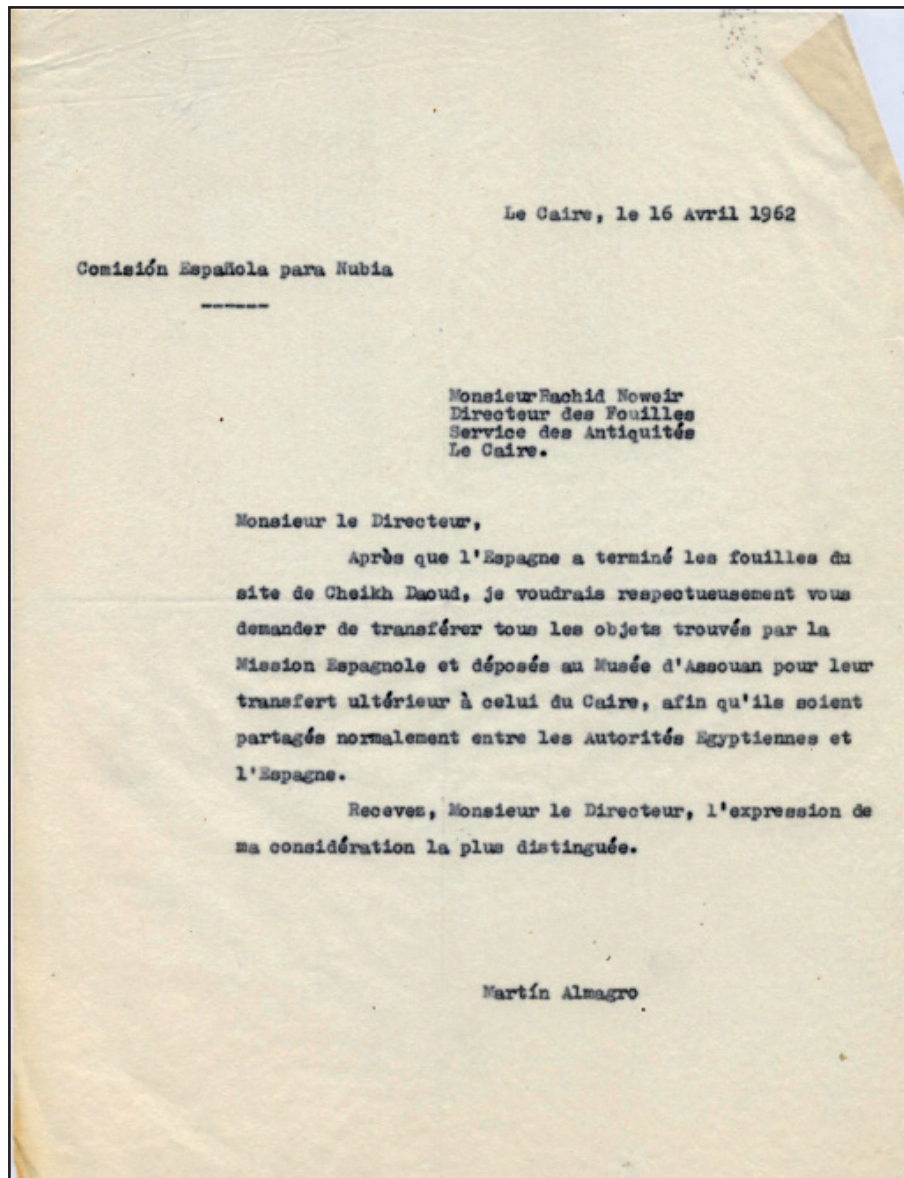 Le Caire, le 16 Avril 1962
Comisión Española para Nubia
------
Monsieur Rachid Noweir
Directeur des Fouilles
Service des Antiquités
Le Caire.
Monsieur le Directeur,
Après que l'Espagne a terminé les fouilles du
site de Cheikh Daoud, je voudrais respectueusement vous
demander de transférer tous les objets trouvés par la
Mission Espagnole et déposés au Musée d'Assouan pour leur
transfert ultérieur à celui du Caire, afin qu'ils soient
partagés normalement entre les Autorités Egyptiennes et
l'Espagne.
Recevez, Monsieur le Directeur, l'expression de
ma considération la plus distinguée.
Martín Almagro